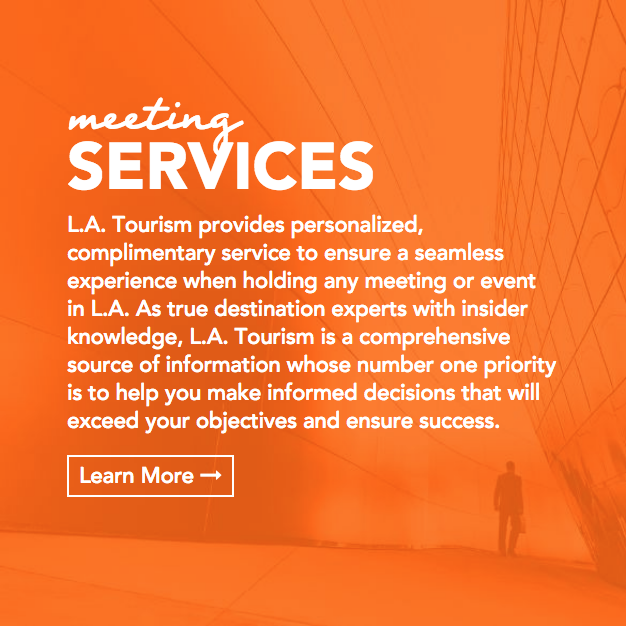 meeting
SERVICES
L.A. Tourism provides personalized,
complimentary service to ensure a seamless
experience when holding any meeting or event
in L.A. As true destination experts with insider
knowledge, L.A. Tourism is a comprehensive
source of information whose number one priority
is to help you make informed decisions that will
exceed your objectives and ensure success.
Learn More →